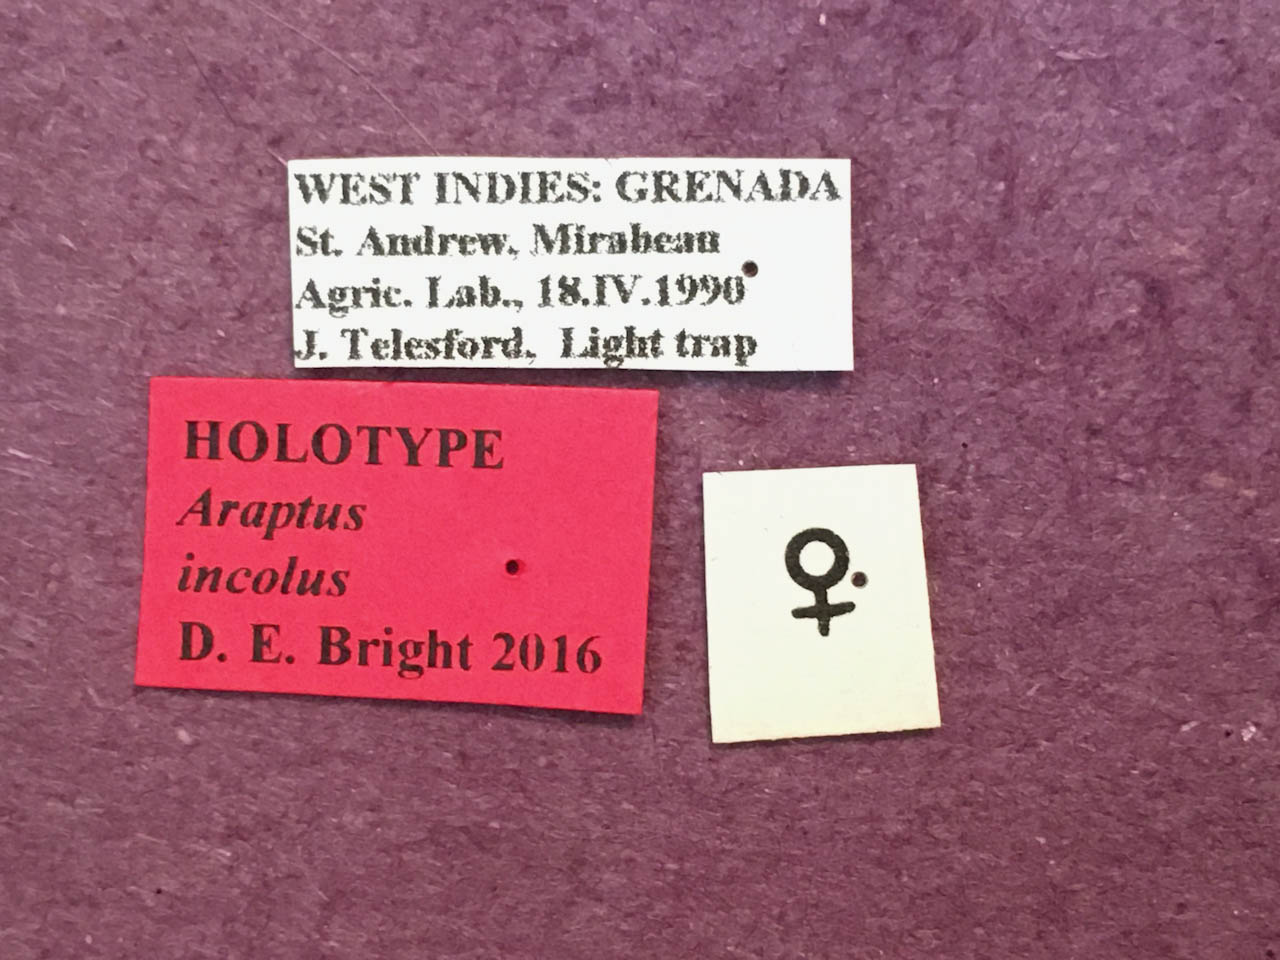 WEST INDIES: GRENADA
St. Andrew, Mirabeau
Agric. Lab., 18.IV.1990
J. Telesford, Light trap
HOLOTYPE
Araptus
incolus
D. E. Bright 2016
♀